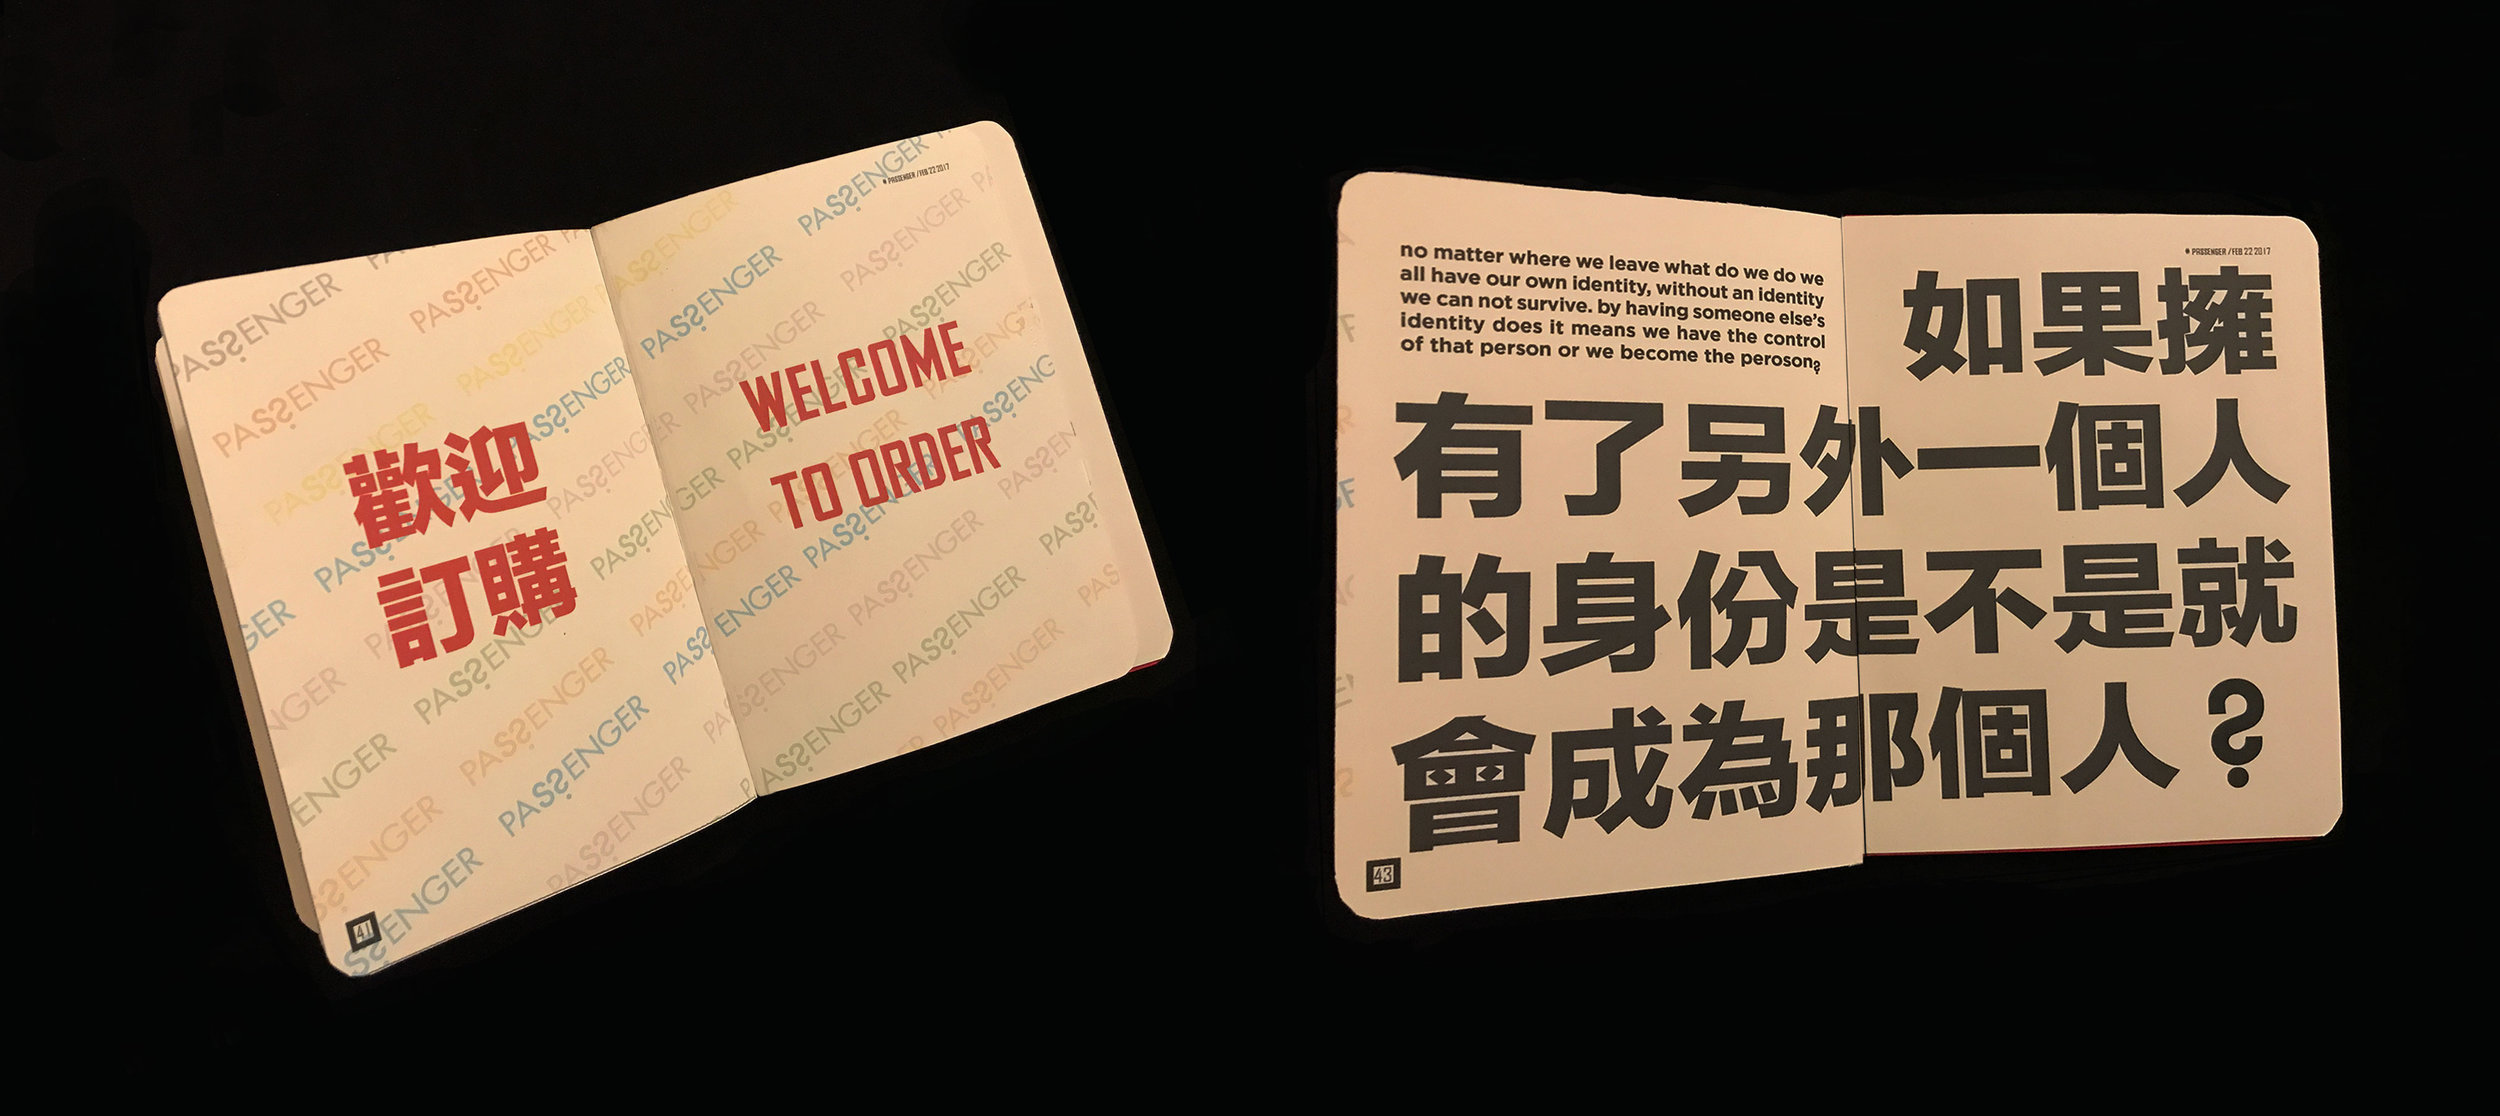 歡迎
訂購
41
PASSENGER / FEB 22 2017
WELCOME
TO ORDER
PASSENGER
no matter where we leave what do we do we
all have our own identity, without an identity
we can not survive. by having someone else's
identity does it means we have the control
of that person or we become the peroson?
PASSENGER / FEB 22 2017
如果擁
有了另外一個人
的身份是不是就
會成為那個人?
43